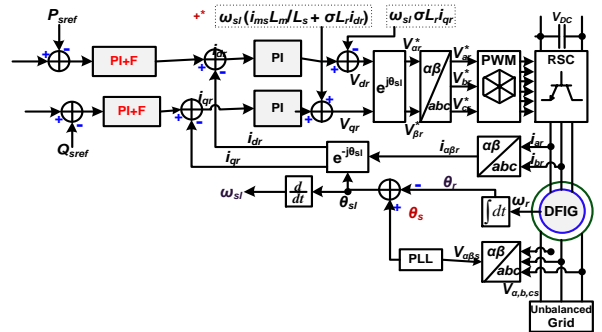 P_sref
+* ω_sl (i_ms L_m/L_s + σL_r i_dr)
ω_sl σL_r i_qr
V_DC
PI+F
i_dr
PI
V_dr
e^jθsl
V*_αr
V*_βr
αβ
abc
V*_ar
V*_br
V*_cr
PWM
RSC
PI+F
i_qr
PI
V_qr
Q_sref
i_dr
i_qr
e^-jθsl
i_αβr
αβ
abc
i_ar
i_br
ω_sl
d
dt
θ_sl
θ_r
θ_s
∫dt
ω_r
DFIG
PLL
V_αβs
αβ
abc
V_a,b,cs
Unbalanced
Grid